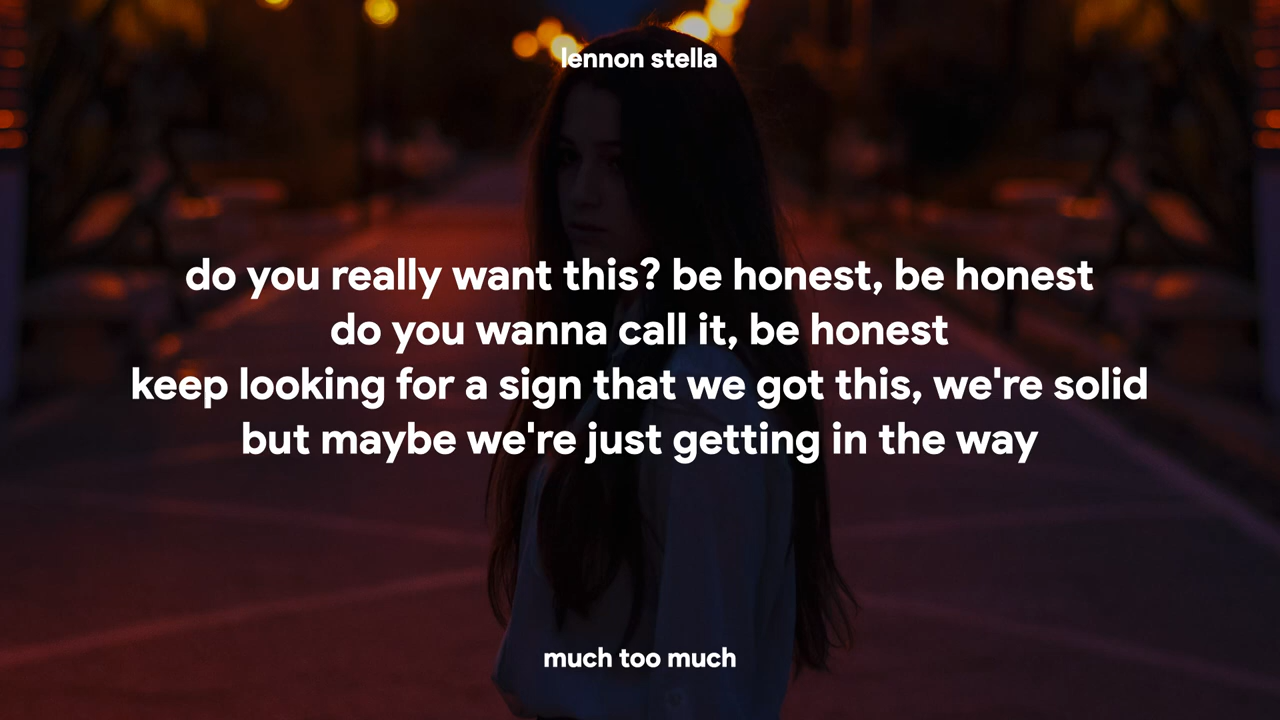 lennon stella
do you really want this? be honest, be honest
do you wanna call it, be honest
keep looking for a sign that we got this, we're solid
but maybe we're just getting in the way
much too much